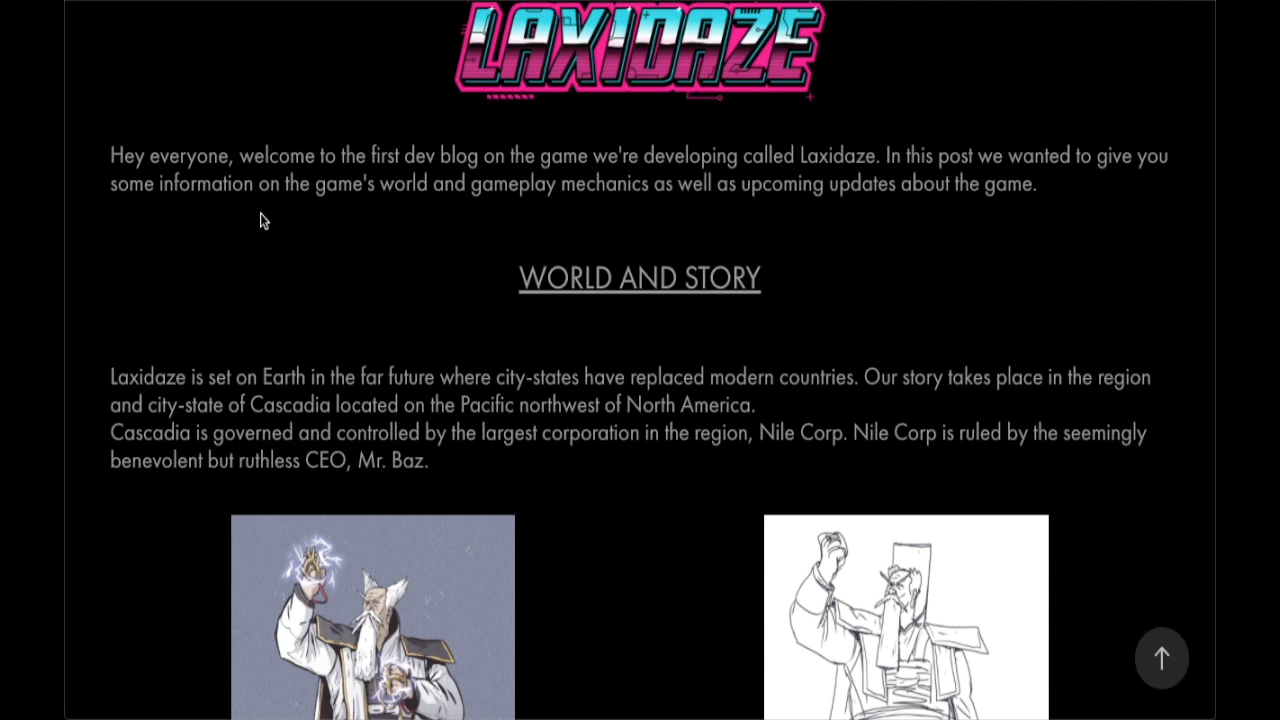 LAXIDAZE
Hey everyone, welcome to the first dev blog on the game we're developing called Laxidaze. In this post we wanted to give you
some information on the game's world and gameplay mechanics as well as upcoming updates about the game.
WORLD AND STORY
Laxidaze is set on Earth in the far future where city-states have replaced modern countries. Our story takes place in the region
and city-state of Cascadia located on the Pacific northwest of North America.
Cascadia is governed and controlled by the largest corporation in the region, Nile Corp. Nile Corp is ruled by the seemingly
benevolent but ruthless CEO, Mr. Baz.